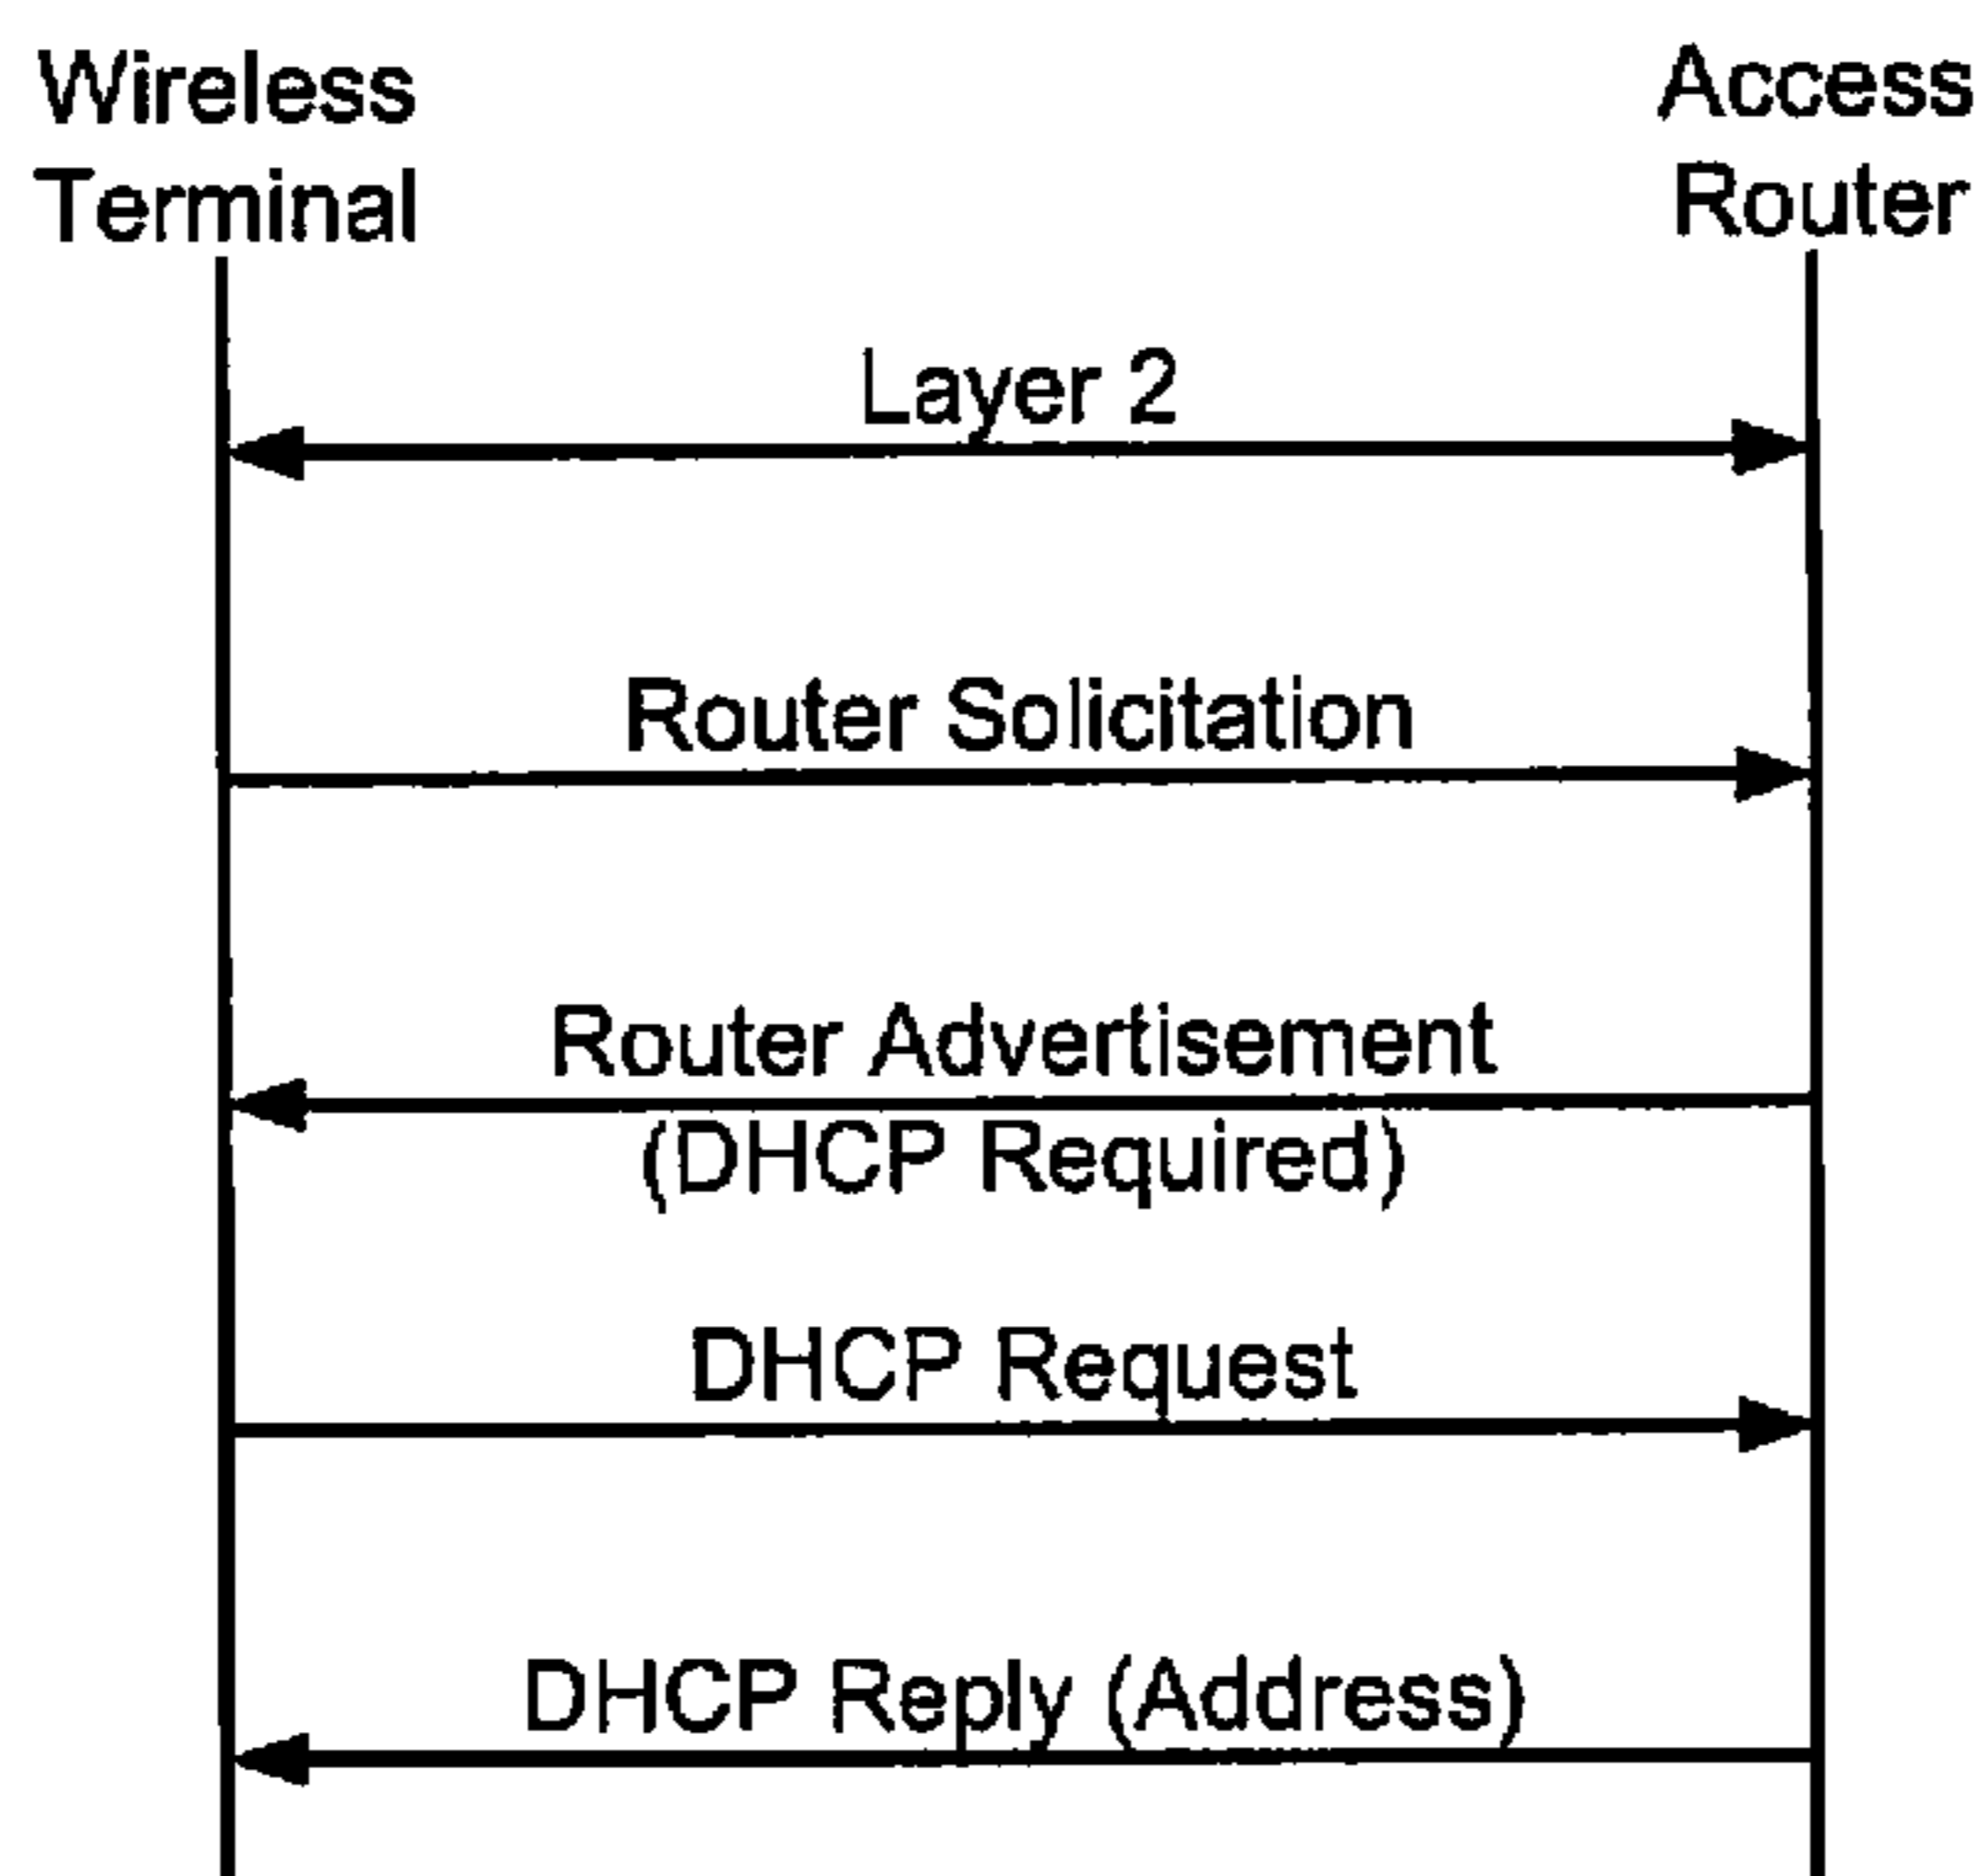 Wireless
Terminal
Access
Router
Layer 2
Router Solicitation
Router Advertisement
(DHCP Required)
DHCP Request
DHCP Reply (Address)